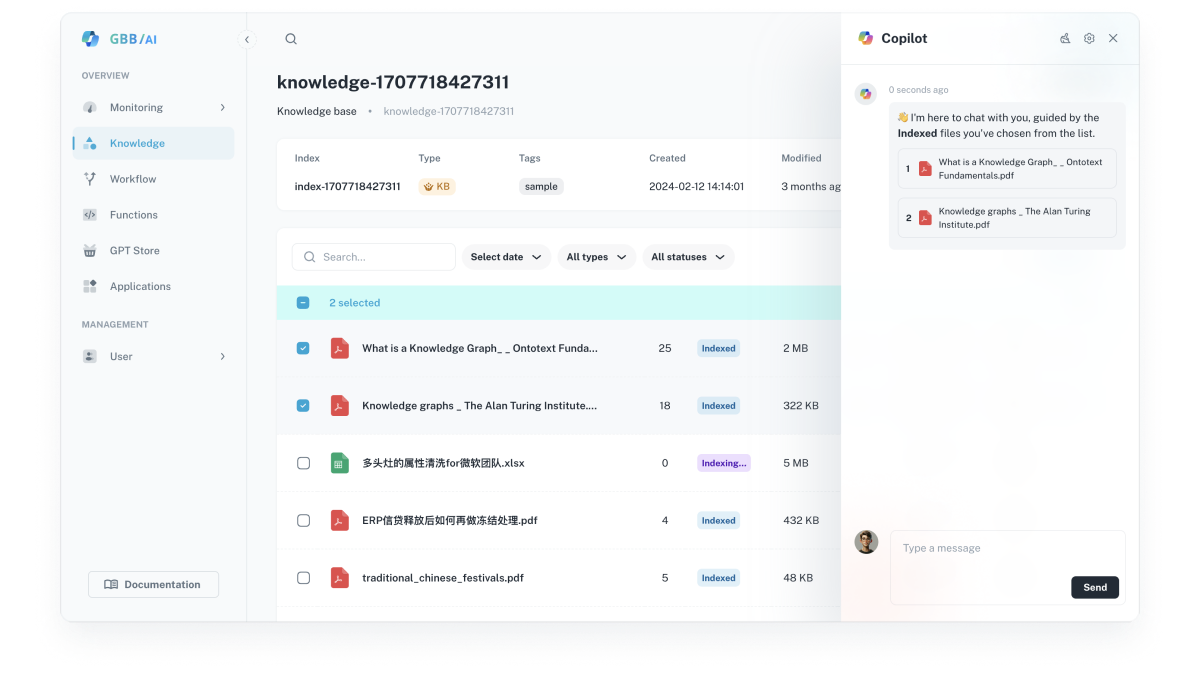 GBB/AI
OVERVIEW
Monitoring
Knowledge
Workflow
Functions
GPT Store
Applications
MANAGEMENT
User
Documentation
knowledge-1707718427311
Knowledge base • knowledge-1707718427311
Index Type Tags Created Modified
index-1707718427311 KB sample 2024-02-12 14:14:01 3 months ag
Search... Select date All types All statuses
2 selected
What is a Knowledge Graph_ _ Ontotext Funda... 25 Indexed 2 MB
Knowledge graphs _ The Alan Turing Institute.... 18 Indexed 322 KB
多头灶的属性清洗for微软团队.xlsx 0 Indexing... 5 MB
ERP信贷释放后如何再做冻结处理.pdf 4 Indexed 432 KB
traditional_chinese_festivals.pdf 5 Indexed 48 KB
Copilot
0 seconds ago
👋 I'm here to chat with you, guided by the
Indexed files you've chosen from the list.
1 What is a Knowledge Graph_ _ Ontotext
Fundamentals.pdf
2 Knowledge graphs _ The Alan Turing
Institute.pdf
Type a message
Send